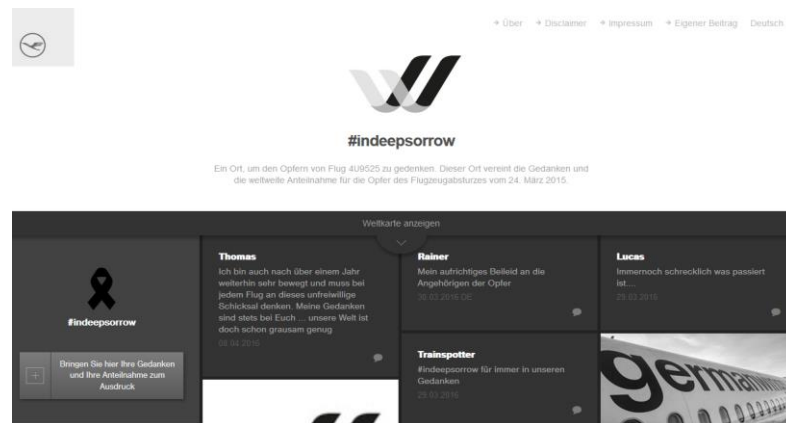 Über
Disclaimer
Impressum
Eigener Beitrag
Deutsch
#indeepsorrow
Ein Ort, um den Opfern von Flug 4U9525 zu gedenken. Dieser Ort vereint die Gedanken und
die weltweite Anteilnahme für die Opfer des Flugzeugabsturzes vom 24. März 2015.
Weltkarte anzeigen
#indeepsorrow
Bringen Sie hier Ihre Gedanken
und Ihre Anteilnahme zum
Ausdruck
Thomas
Ich bin auch nach über einem Jahr
weiterhin sehr bewegt und muss bei
jedem Flug an dieses unfreiwillige
Schicksal denken. Meine Gedanken
sind stets bei Euch ... unsere Welt ist
doch schon grausam genug
08.04.2016
Rainer
Mein aufrichtiges Beileid an die
Angehörigen der Opfer
30.03.2016 DE
Trainspotter
#indeepsorrow für immer in unseren
Gedanken
29.03.2016
Lucas
Immernoch schrecklich was passiert
ist....
29.03.2016
germanwin